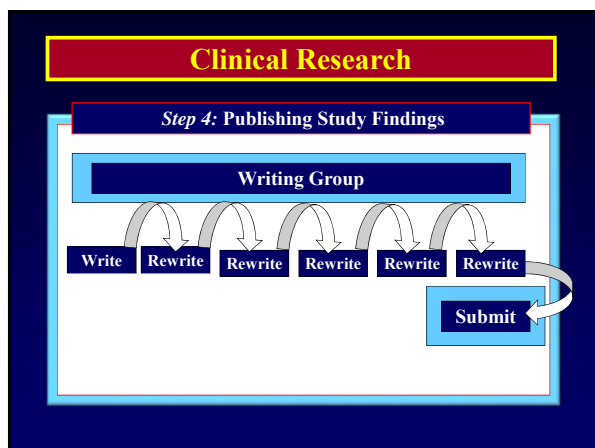 Clinical Research
Step 4: Publishing Study Findings
Writing Group
Write Rewrite Rewrite Rewrite Rewrite Rewrite
Submit